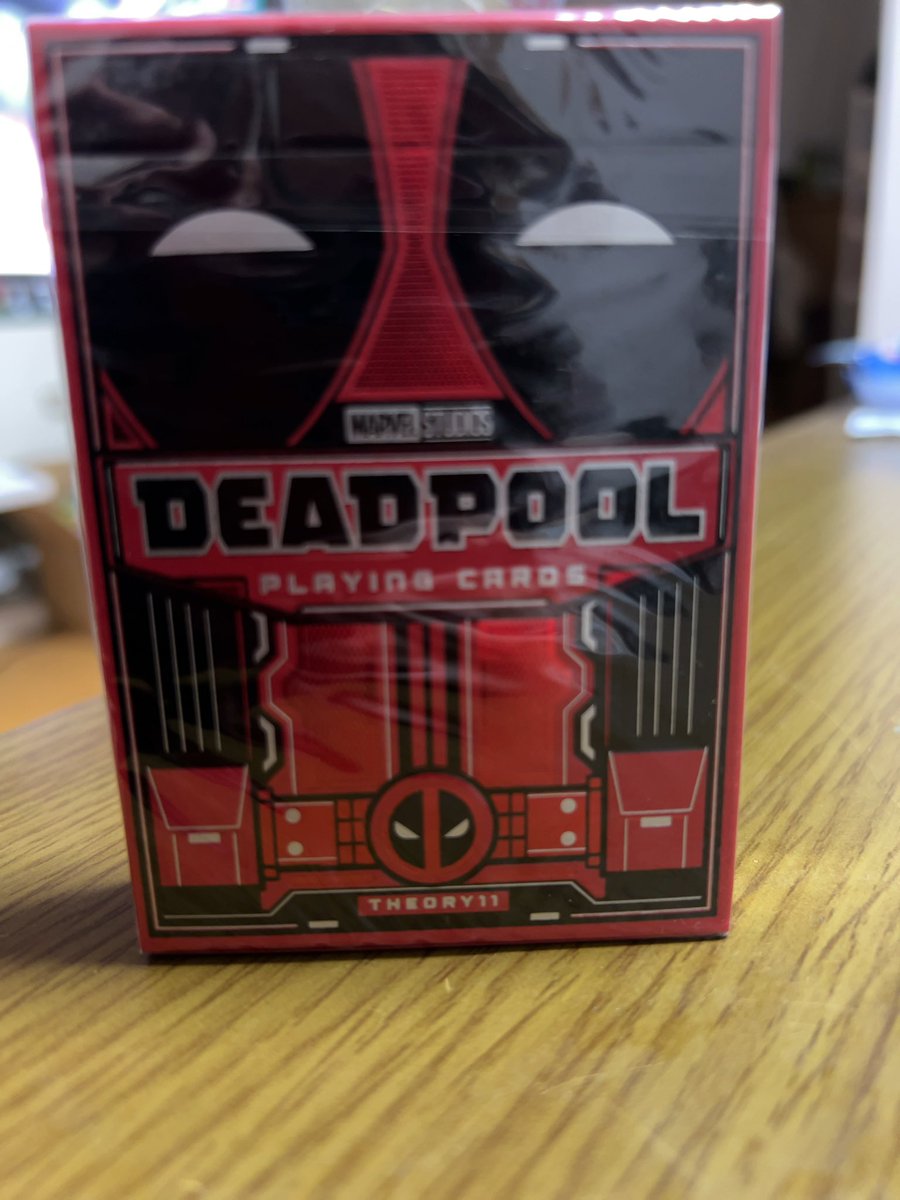 MARVEL STUDIOS
DEADPOOL
PLAYING CARDS
THEORY11